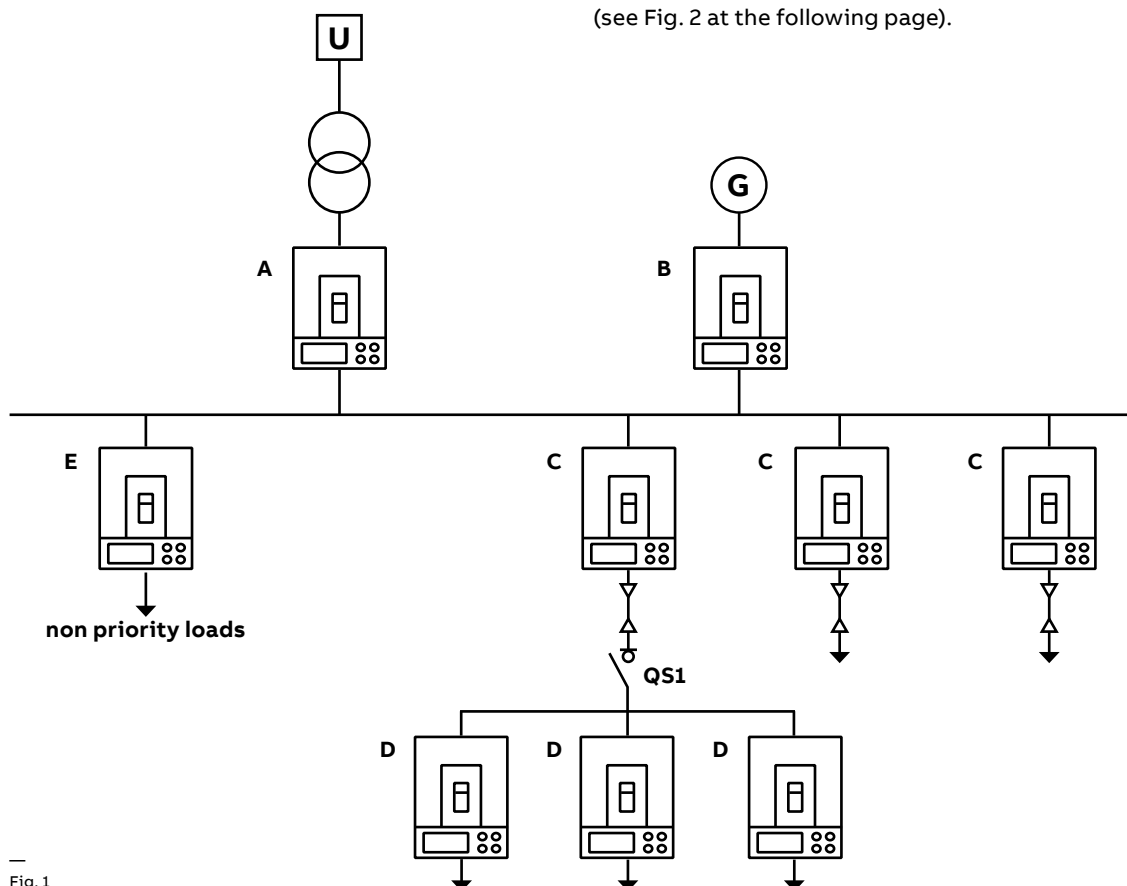 (see Fig. 2 at the following page).
U
G
A
B
E
C
C
C
non priority loads
QS1
D
D
D
Fig. 1